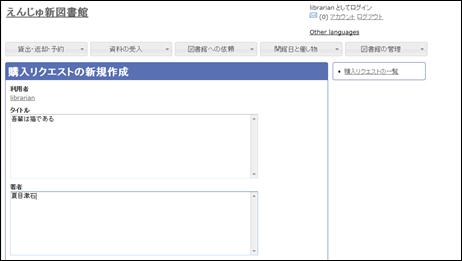 えんじゅ新図書館
librarian としてログイン
(0) アカウント ログアウト
Other languages
貸出・返却・予約
資料の受入
図書館への依頼
開館日と催し物
図書館の管理
購入リクエストの新規作成
購入リクエストの一覧
利用者
librarian
タイトル
吾輩は猫である
著者
夏目漱石